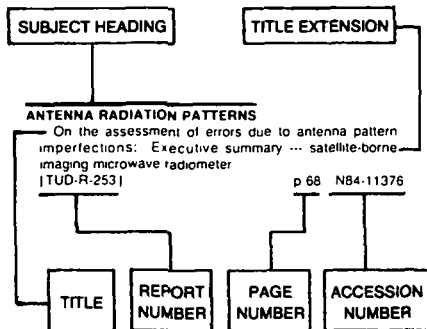 SUBJECT HEADING
TITLE EXTENSION
ANTENNA RADIATION PATTERNS
On the assessment of errors due to antenna pattern
imperfections: Executive summary --- satellite-borne
imaging microwave radiometer
[TUD-R-253] p 68 N84-11376
TITLE
REPORT NUMBER
PAGE NUMBER
ACCESSION NUMBER